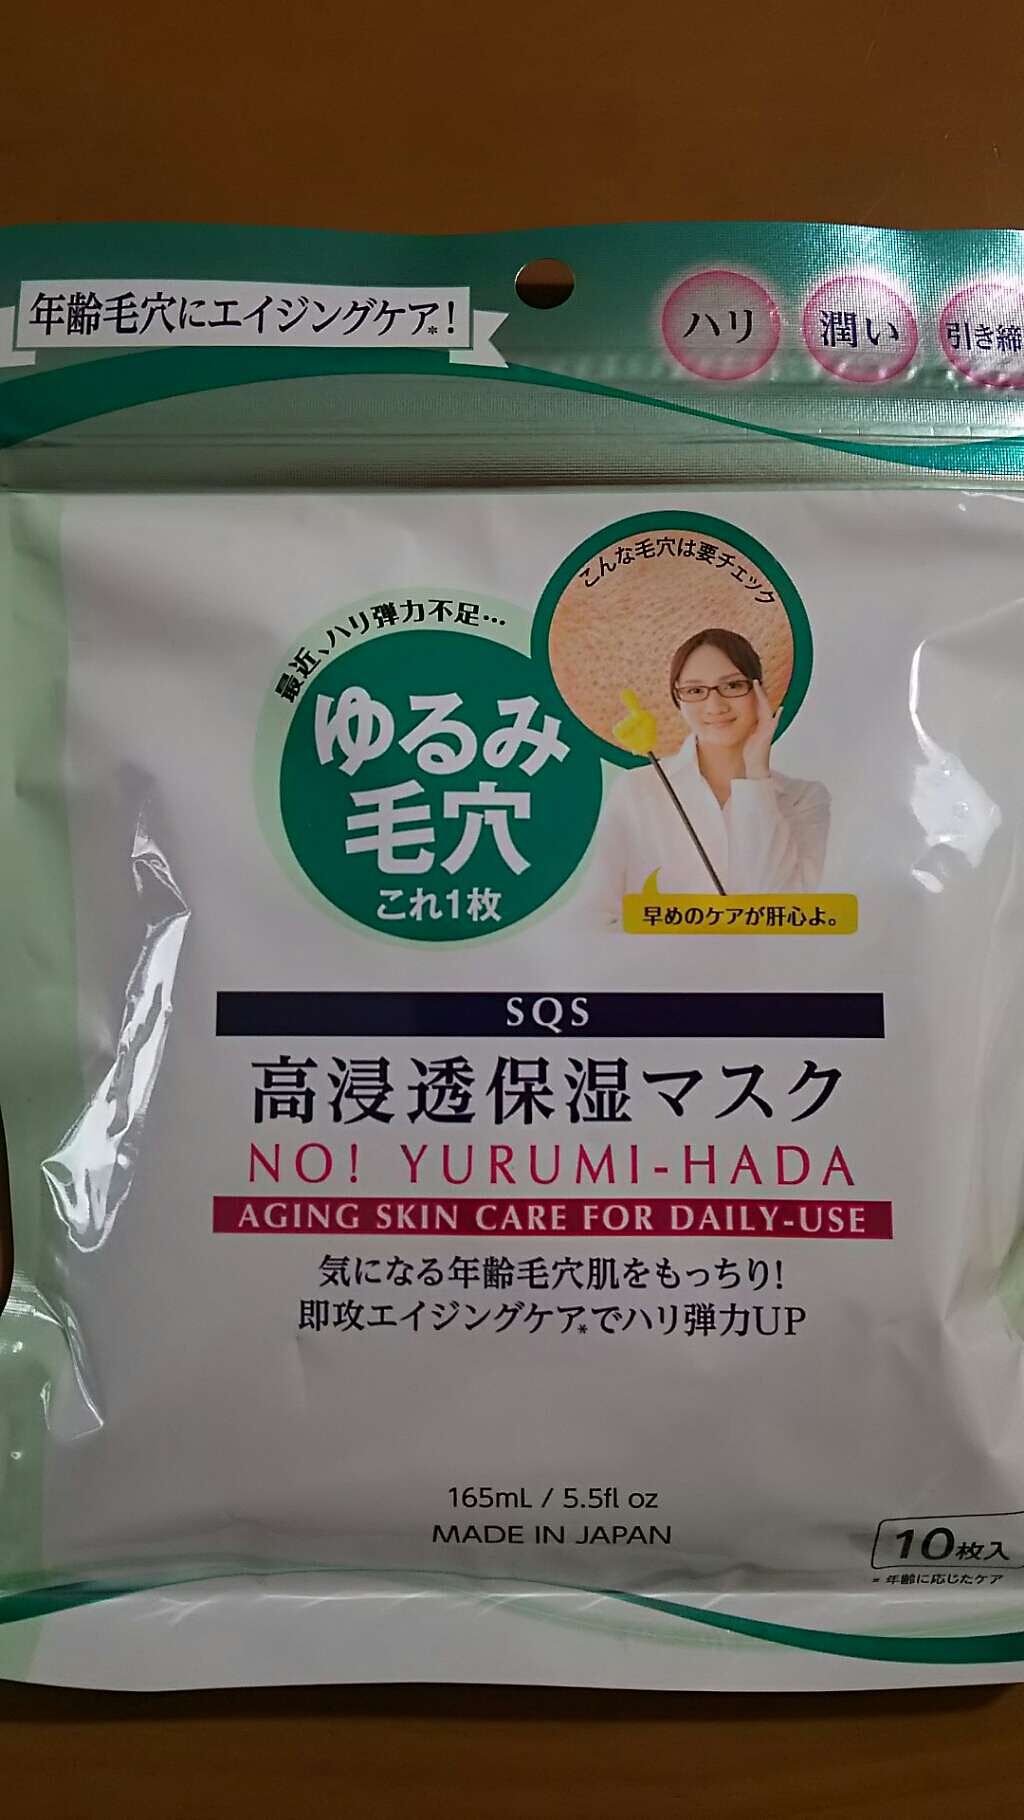 年齢毛穴にエイジングケア*!
ハリ
潤い
引き締
こんな毛穴は要チェック
最近、ハリ弾力不足…
ゆるみ
毛穴
これ1枚
早めのケアが肝心よ。
SQS
高浸透保湿マスク
NO! YURUMI-HADA
AGING SKIN CARE FOR DAILY-USE
気になる年齢毛穴肌をもっちり!
即攻エイジングケア*でハリ弾力UP
165mL / 5.5fl oz
MADE IN JAPAN
10枚入
* 年齢に応じたケア